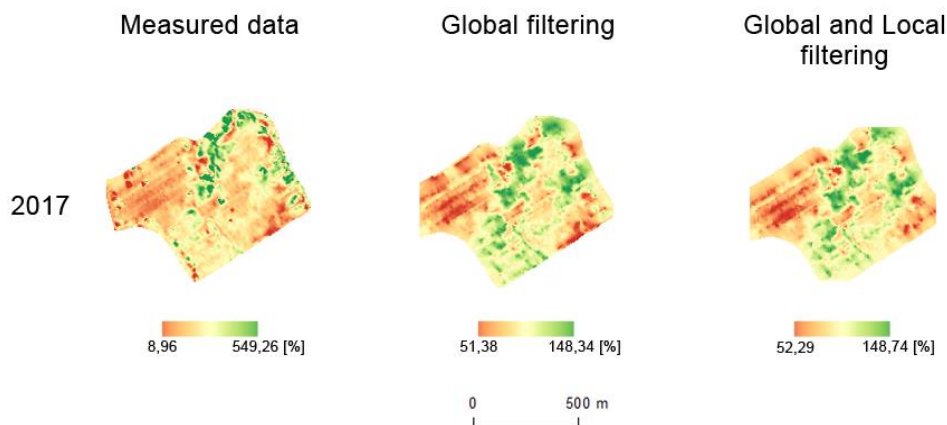 Measured data
Global filtering
Global and Local
filtering
2017
8,96 549,26 [%]
51,38 148,34 [%]
52,29 148,74 [%]
0 500 m